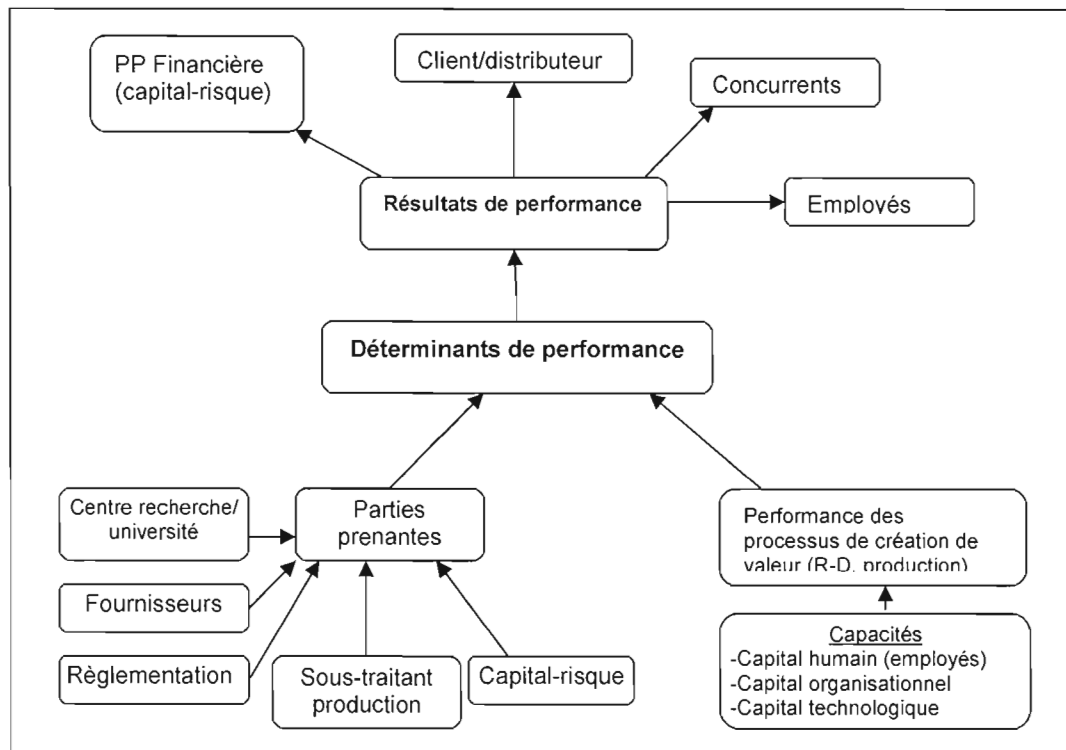 PP Financière
(capital-risque)
Client/distributeur
Concurrents
Résultats de performance
Employés
Déterminants de performance
Centre recherche/
université
Parties
prenantes
Performance des
processus de création de
valeur (R-D, production)
Fournisseurs
Règlementation
Sous-traitant
production
Capital-risque
Capacités
-Capital humain (employés)
-Capital organisationnel
-Capital technologique